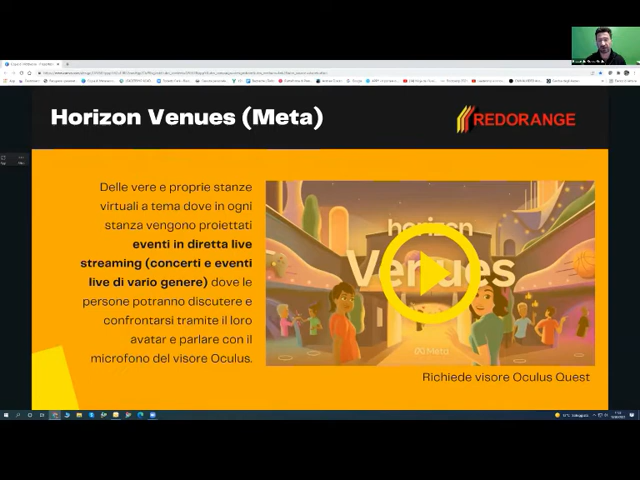 Horizon Venues (Meta)
REDORANGE
Delle vere e proprie stanze
virtuali a tema dove in ogni
stanza vengono proiettati
eventi in diretta live
streaming (concerti e eventi
live di vario genere) dove le
persone potranno discutere e
confrontarsi tramite il loro
avatar e parlare con il
microfono del visore Oculus.
horizon
Venues
Meta
Richiede visore Oculus Quest